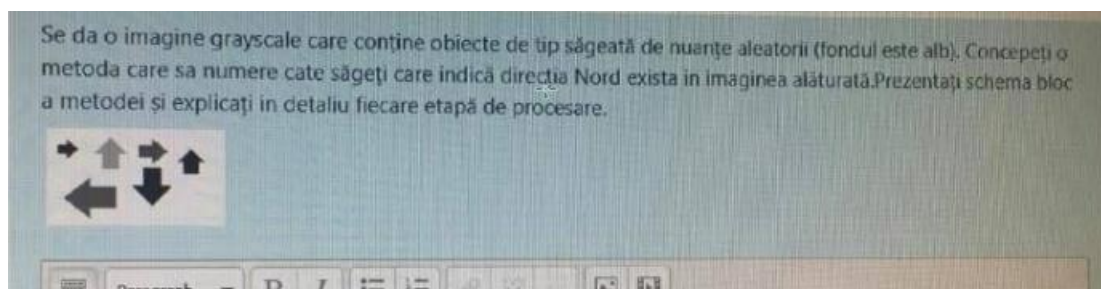 Se da o imagine grayscale care conține obiecte de tip săgeată de nuanțe aleatorii (fondul este alb). Concepeți o
metoda care sa numere cate săgeți care indică direcția Nord exista in imaginea alăturată.Prezentați schema bloc
a metodei și explicați in detaliu fiecare etapă de procesare.
Paragraph
B I